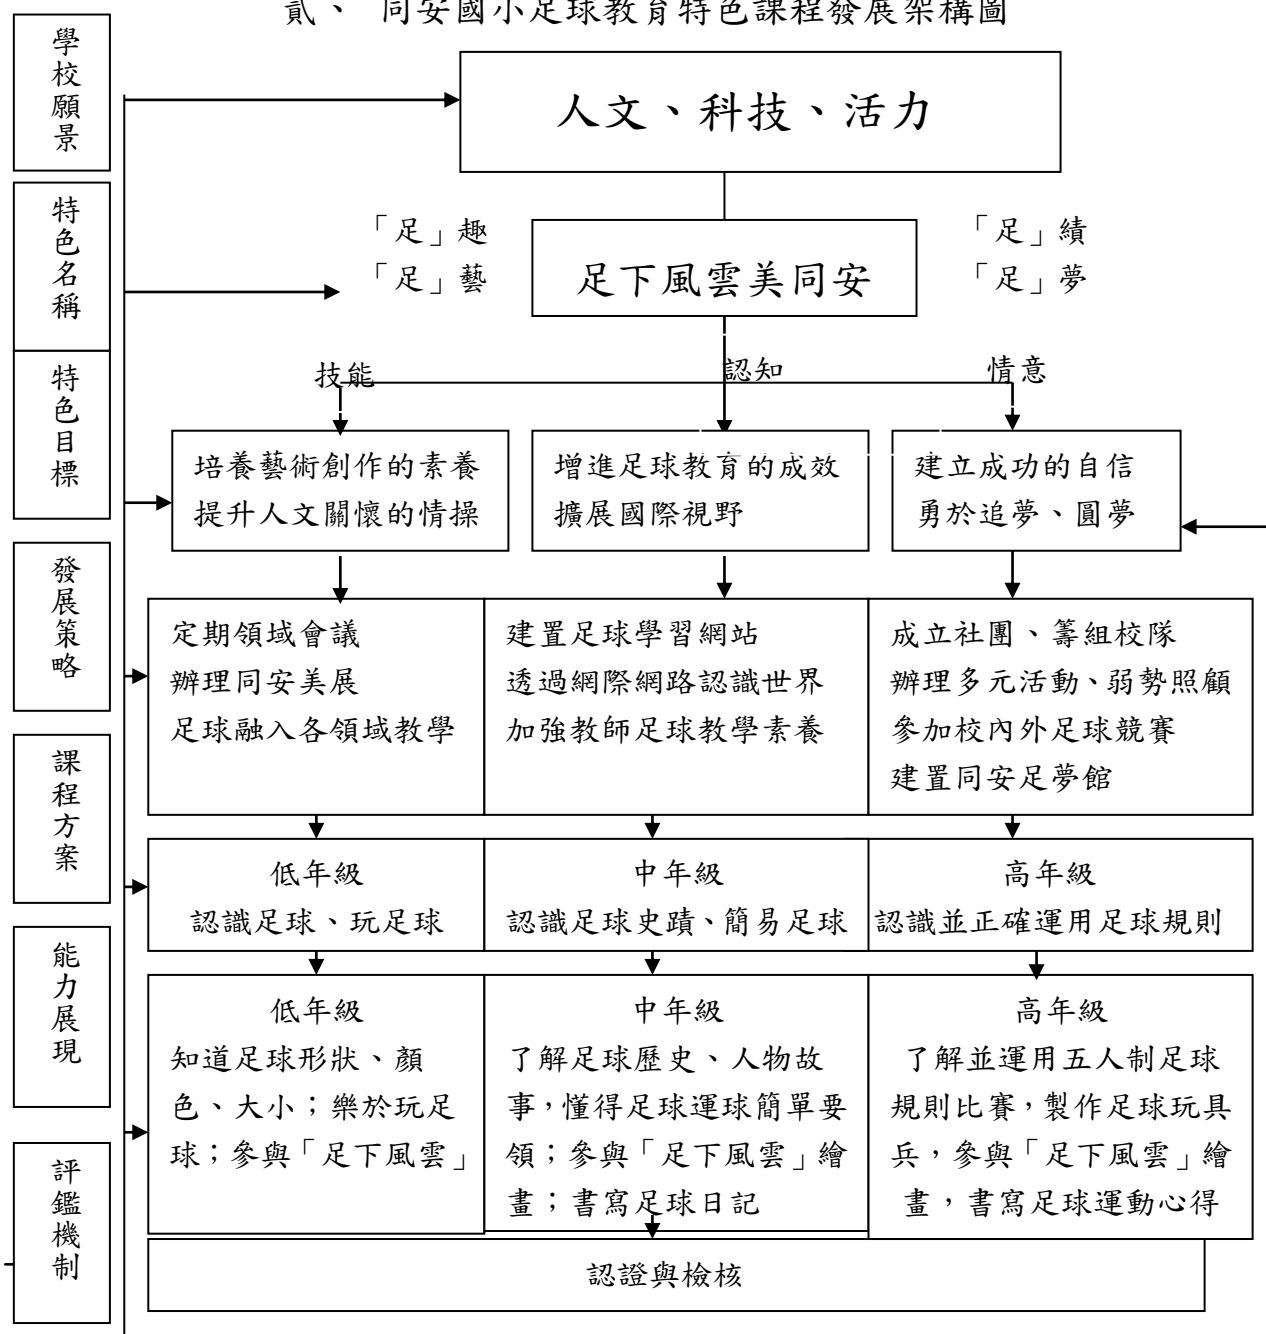 貳、 同安國小足球教育特色課程發展架構圖
學校願景
人文、科技、活力
特色名稱
「足」趣
「足」藝
足下風雲美同安
「足」績
「足」夢
特色目標
技能
認知
情意
培養藝術創作的素養
提升人文關懷的情操
增進足球教育的成效
擴展國際視野
建立成功的自信
勇於追夢、圓夢
發展策略
定期領域會議
辦理同安美展
足球融入各領域教學
建置足球學習網站
透過網際網路認識世界
加強教師足球教學素養
成立社團、籌組校隊
辦理多元活動、弱勢照顧
參加校內外足球競賽
建置同安足夢館
課程方案
低年級
認識足球、玩足球
中年級
認識足球史蹟、簡易足球
高年級
認識並正確運用足球規則
能力展現
低年級
知道足球形狀、顏
色、大小；樂於玩足
球；參與「足下風雲」
中年級
了解足球歷史、人物故
事，懂得足球運球簡單要
領；參與「足下風雲」繪
畫；書寫足球日記
高年級
了解並運用五人制足球
規則比賽，製作足球玩具
兵，參與「足下風雲」繪
畫，書寫足球運動心得
評鑑機制
認證與檢核